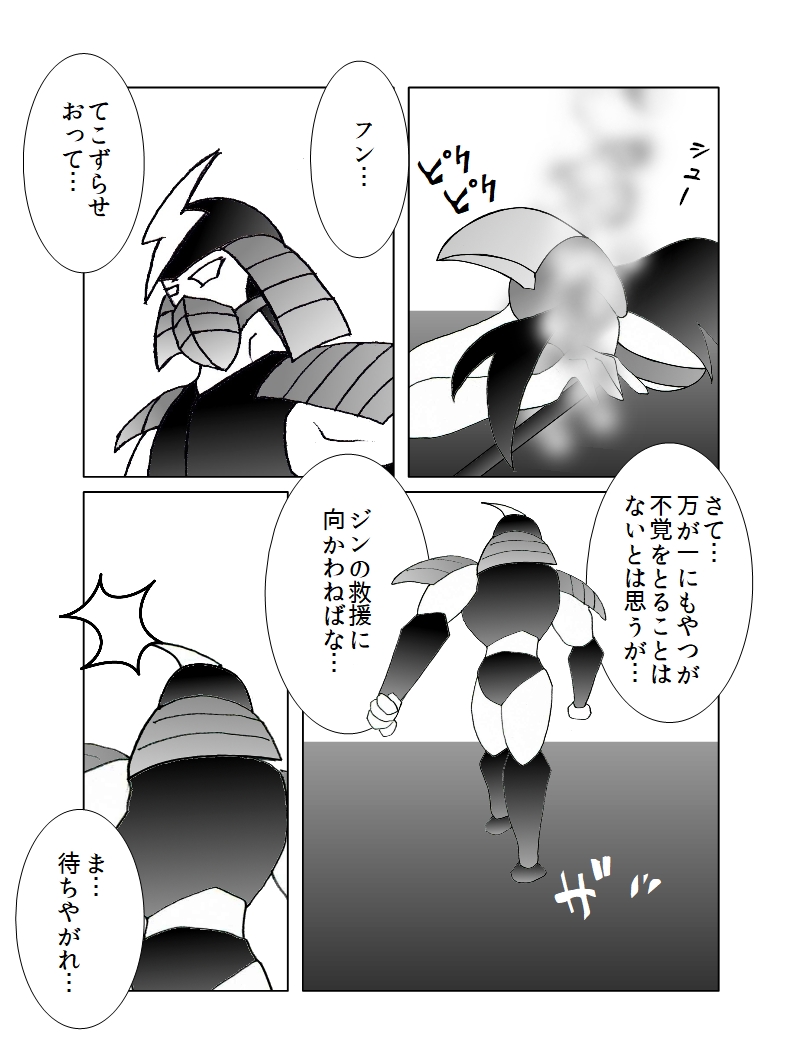 シュー
ピク
ピク
フン…
てこずらせ
おって…
さて…
万が一にもやつが
不覚をとることは
ないとは思うが…
ジンの救援に
向かわねばな…
ザッ
ま…
待ちやがれ…